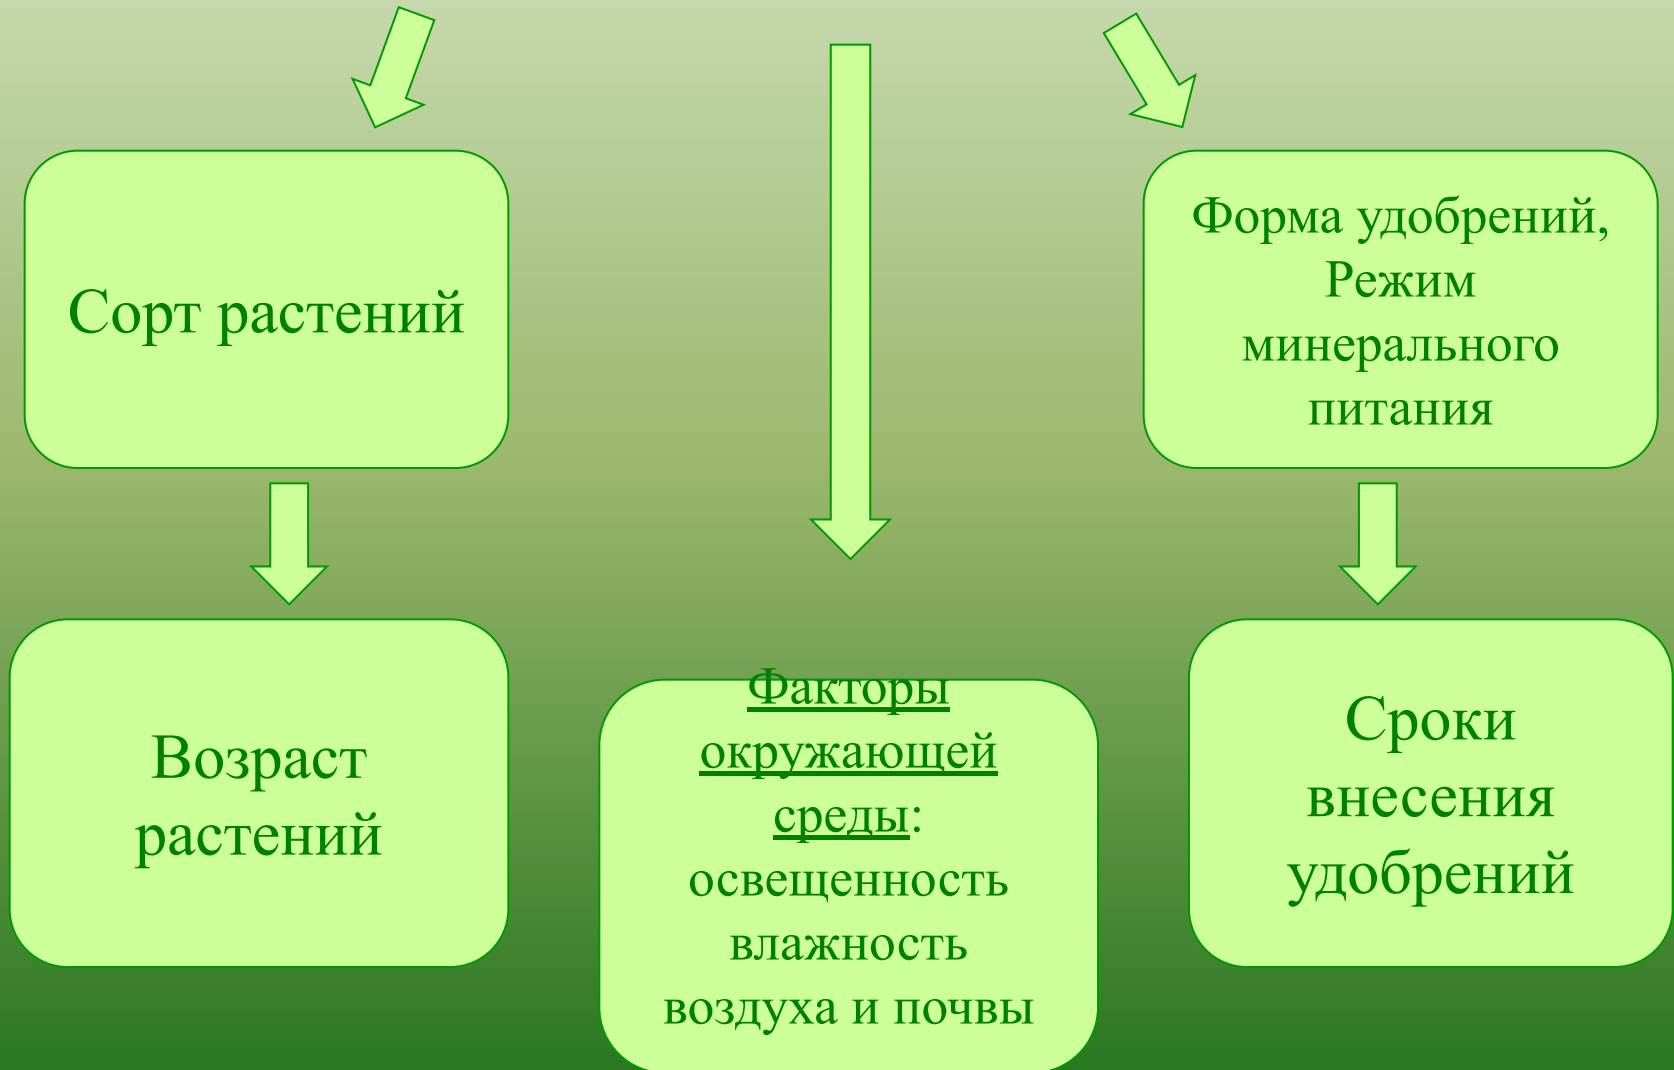 Сорт растений
Форма удобрений,
Режим
минерального
питания
Возраст
растений
Факторы
окружающей
среды:
освещенность
влажность
воздуха и почвы
Сроки
внесения
удобрений